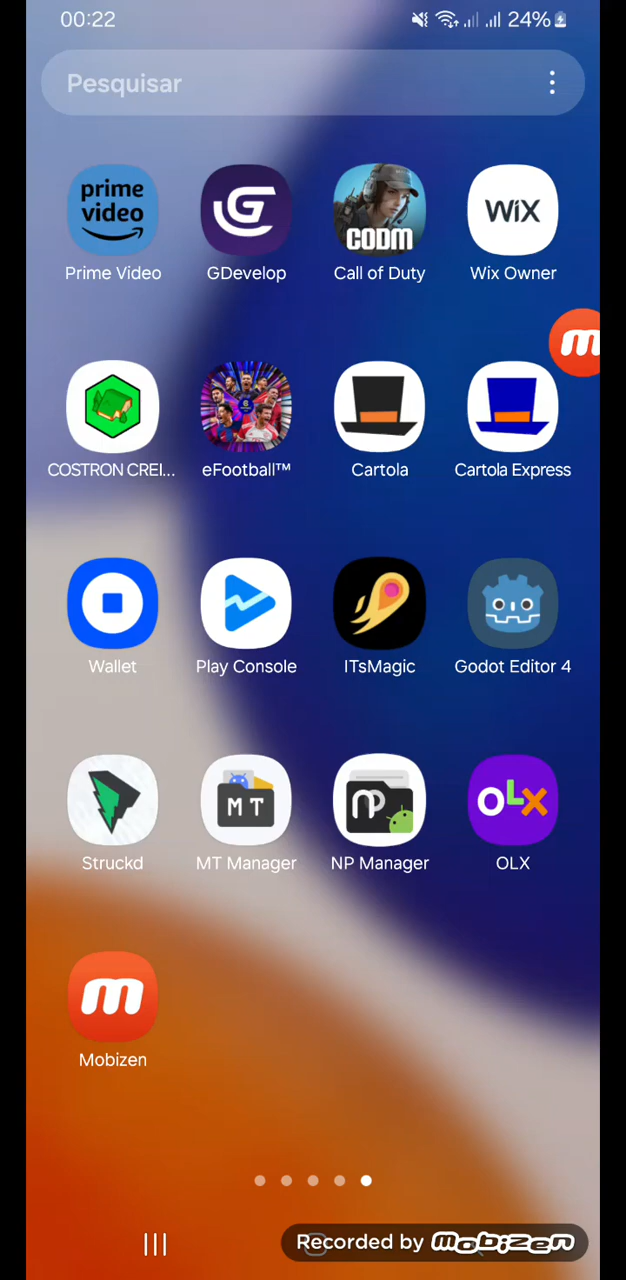 00:22 24%
Pesquisar
prime
video
CODM
WiX
Prime Video GDevelop Call of Duty Wix Owner
m
COSTRON CREI... eFootball™ Cartola Cartola Express
Wallet Play Console ITsMagic Godot Editor 4
MT
np
OLX
Struckd MT Manager NP Manager OLX
m
Mobizen
Recorded by mobizen